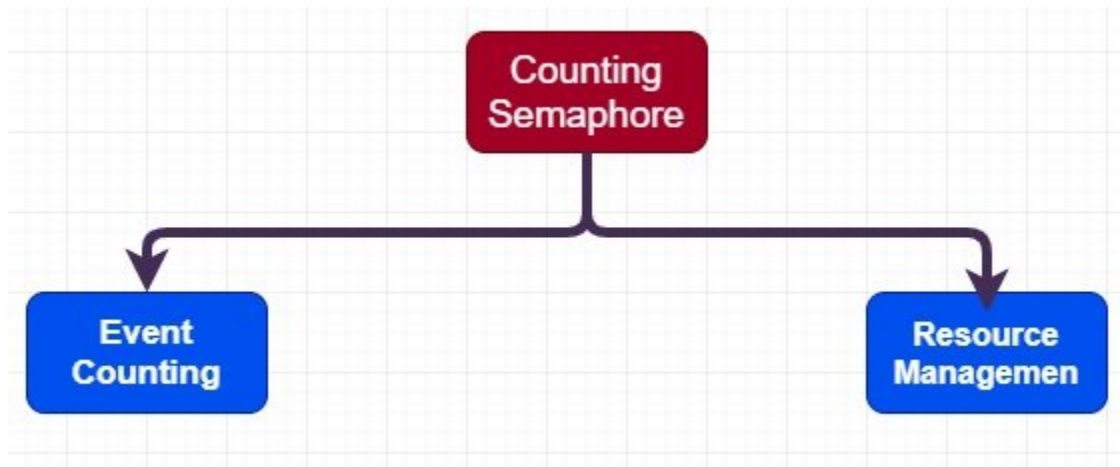 Counting
Semaphore
Event
Counting
Resource
Managemen